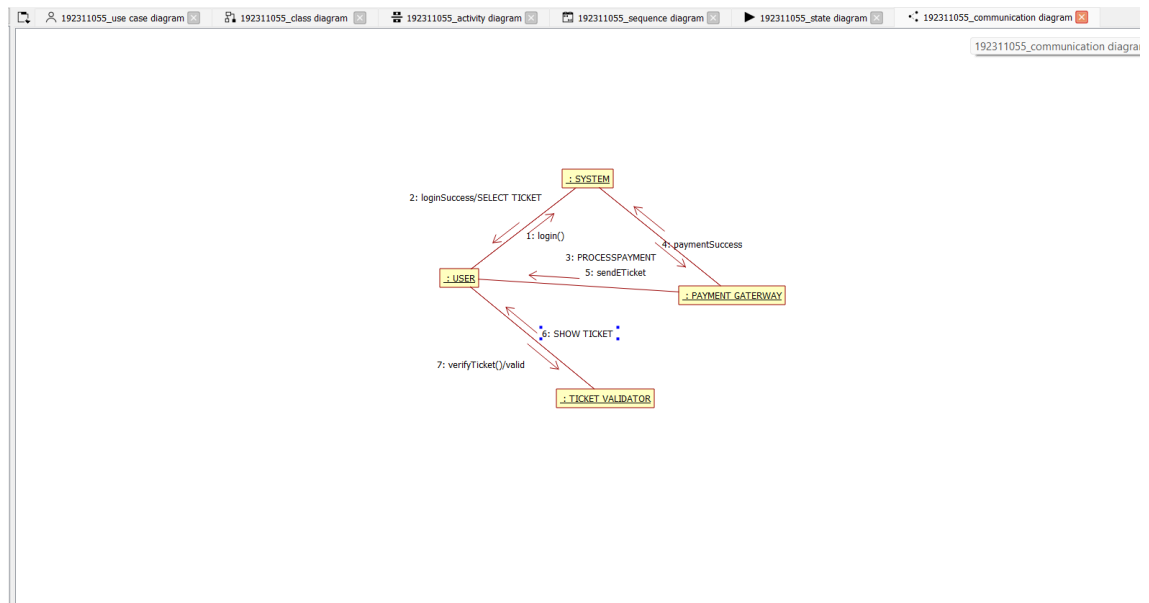 192311055_use case diagram
192311055_class diagram
192311055_activity diagram
192311055_sequence diagram
192311055_state diagram
192311055_communication diagram
192311055_communication diagra
: SYSTEM
2: loginSuccess/SELECT TICKET
1: login()
4: paymentSuccess
3: PROCESSPAYMENT
5: sendETicket
: USER
: PAYMENT GATERWAY
6: SHOW TICKET
7: verifyTicket()/valid
: TICKET VALIDATOR